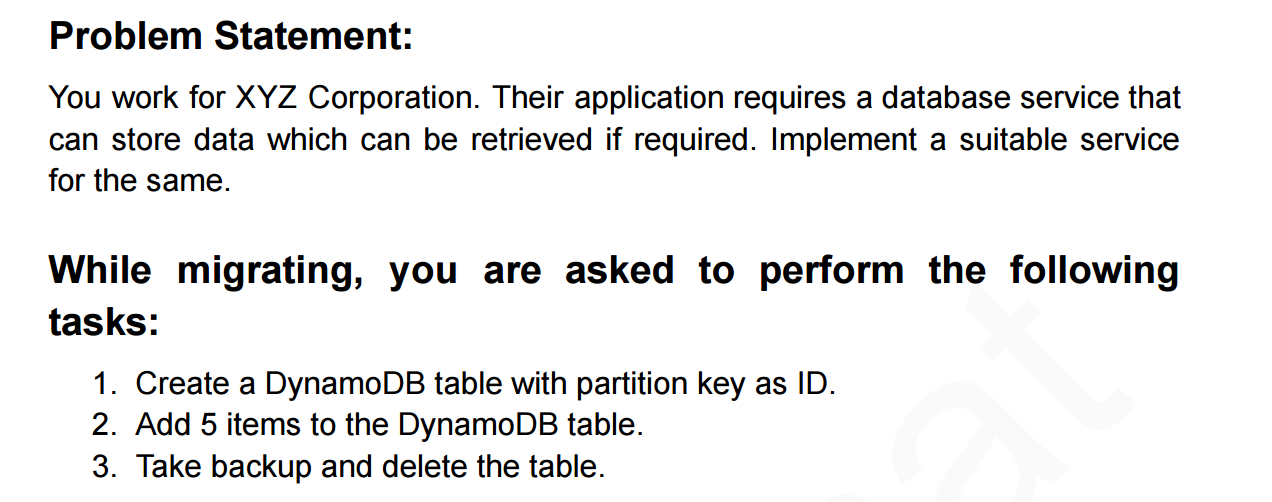 Problem Statement:
You work for XYZ Corporation. Their application requires a database service that
can store data which can be retrieved if required. Implement a suitable service
for the same.
While migrating, you are asked to perform the following
tasks:
1. Create a DynamoDB table with partition key as ID.
2. Add 5 items to the DynamoDB table.
3. Take backup and delete the table.